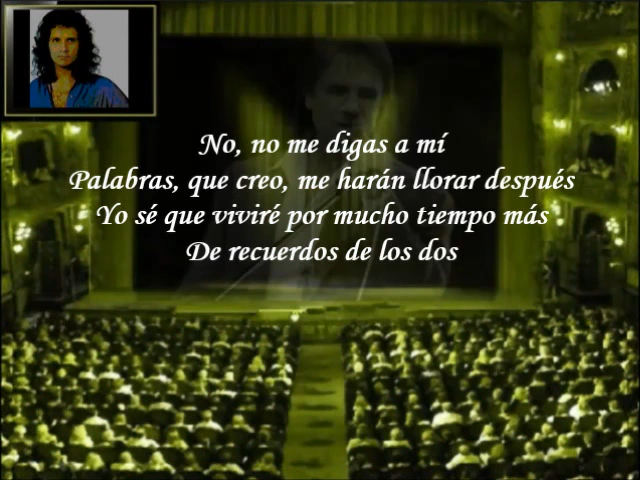 No, no me digas a mí
Palabras, que creo, me harán llorar después
Yo sé que viviré por mucho tiempo más
De recuerdos de los dos